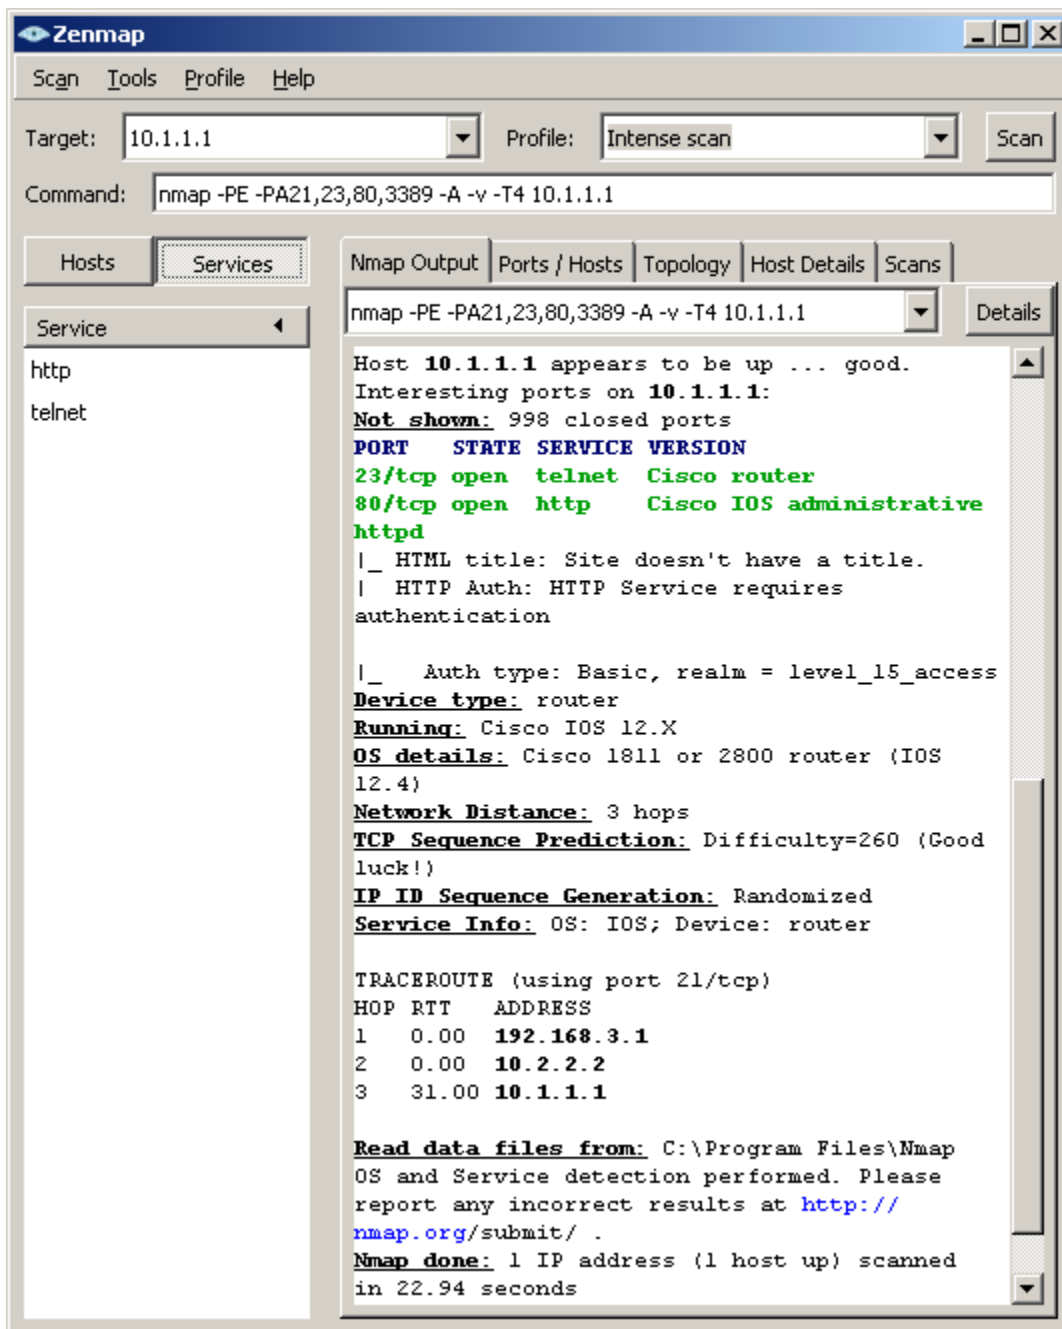 Zenmap
Scan Tools Profile Help
Target: 10.1.1.1 Profile: Intense scan Scan
Command: nmap -PE -PA21,23,80,3389 -A -v -T4 10.1.1.1
Hosts Services
Nmap Output Ports / Hosts Topology Host Details Scans
nmap -PE -PA21,23,80,3389 -A -v -T4 10.1.1.1 Details
Service
http
telnet
Host 10.1.1.1 appears to be up ... good.
Interesting ports on 10.1.1.1:
Not shown: 998 closed ports
PORT STATE SERVICE VERSION
23/tcp open telnet Cisco router
80/tcp open http Cisco IOS administrative
httpd
|_ HTML title: Site doesn't have a title.
| HTTP Auth: HTTP Service requires
authentication
|_ Auth type: Basic, realm = level_15_access
Device type: router
Running: Cisco IOS 12.X
OS details: Cisco 1811 or 2800 router (IOS
12.4)
Network Distance: 3 hops
TCP Sequence Prediction: Difficulty=260 (Good
luck!)
IP ID Sequence Generation: Randomized
Service Info: OS: IOS; Device: router
TRACEROUTE (using port 21/tcp)
HOP RTT ADDRESS
1 0.00 192.168.3.1
2 0.00 10.2.2.2
3 31.00 10.1.1.1
Read data files from: C:\Program Files\Nmap
OS and Service detection performed. Please
report any incorrect results at http://
nmap.org/submit/ .
Nmap done: 1 IP address (1 host up) scanned
in 22.94 seconds